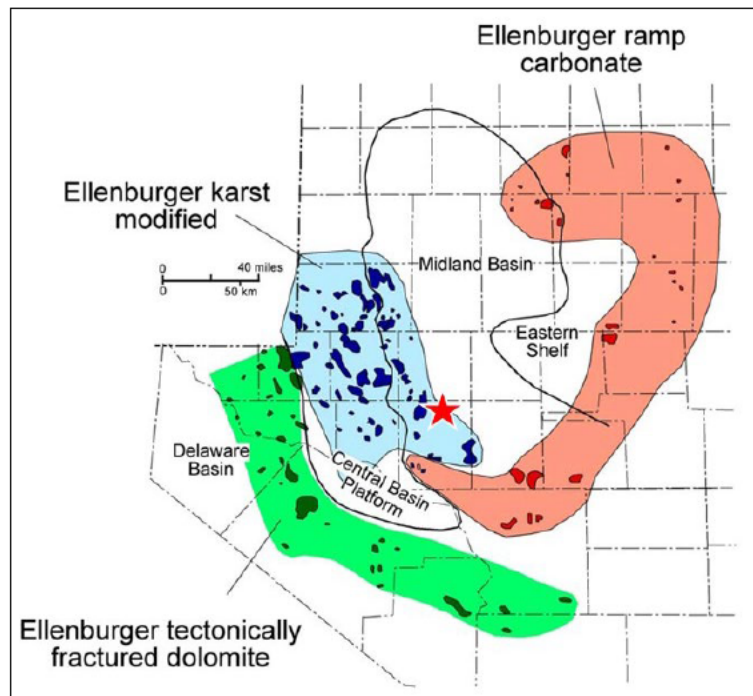 Ellenburger ramp
carbonate
Ellenburger karst
modified
0 40 miles
0 50 km
Midland Basin
Eastern
Shelf
Delaware
Basin
Central Basin
Platform
Ellenburger tectonically
fractured dolomite